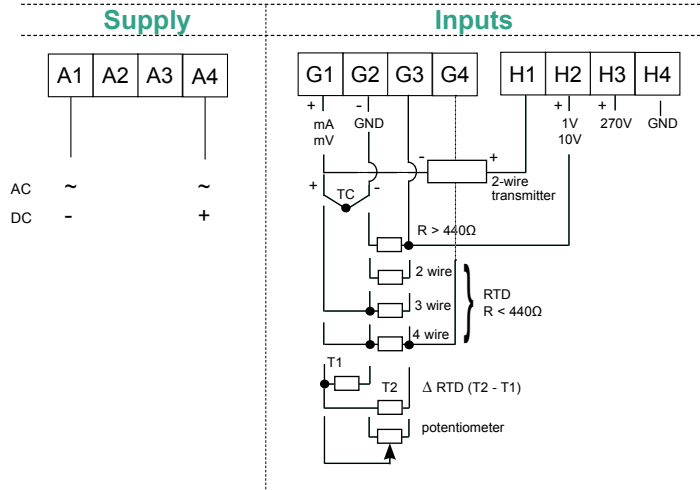 Supply
Inputs
A1 A2 A3 A4
G1 G2 G3 G4
H1 H2 H3 H4
+ - + +
mA GND 1V 270V GND
mV 10V
- +
2-wire
transmitter
AC ~ ~
DC - +
+ TC -
R > 440Ω
2 wire
3 wire
4 wire
RTD
R < 440Ω
T1
T2
Δ RTD (T2 - T1)
potentiometer